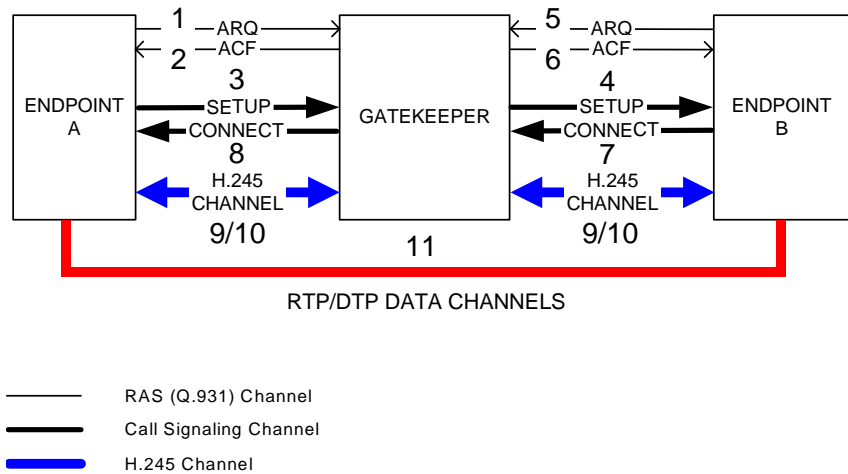 1
ARQ
5
ARQ
2
ACF
6
ACF
3
4
ENDPOINT
A
SETUP
GATEKEEPER
SETUP
ENDPOINT
B
CONNECT
CONNECT
8
7
H.245
CHANNEL
H.245
CHANNEL
9/10
11
9/10
RTP/DTP DATA CHANNELS
RAS (Q.931) Channel
Call Signaling Channel
H.245 Channel